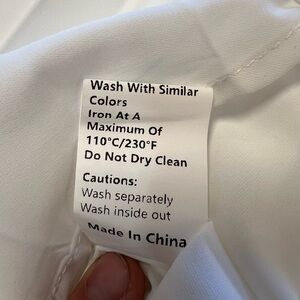 Wash With Similar
Colors
Iron At A
Maximum Of
110°C/230°F
Do Not Dry Clean
Cautions:
Wash separately
Wash inside out
Made In China